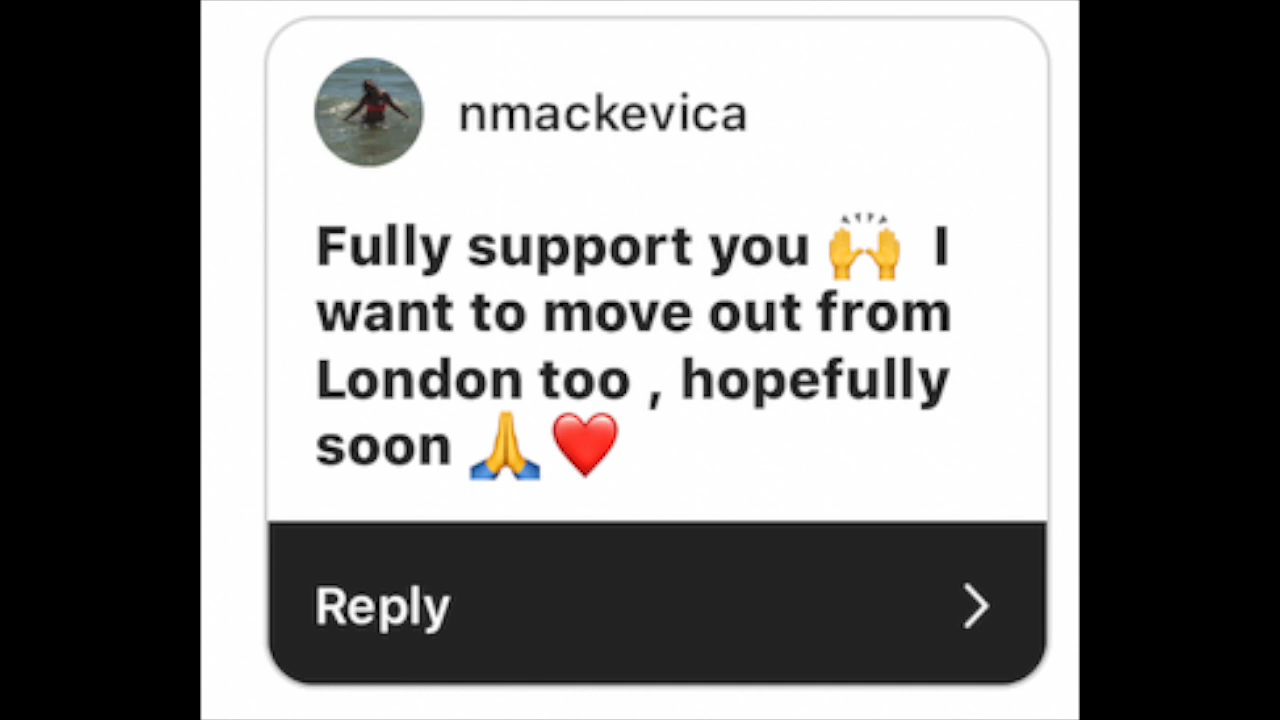 nmackevica
Fully support you 🙌 I
want to move out from
London too , hopefully
soon 🙏❤️
Reply